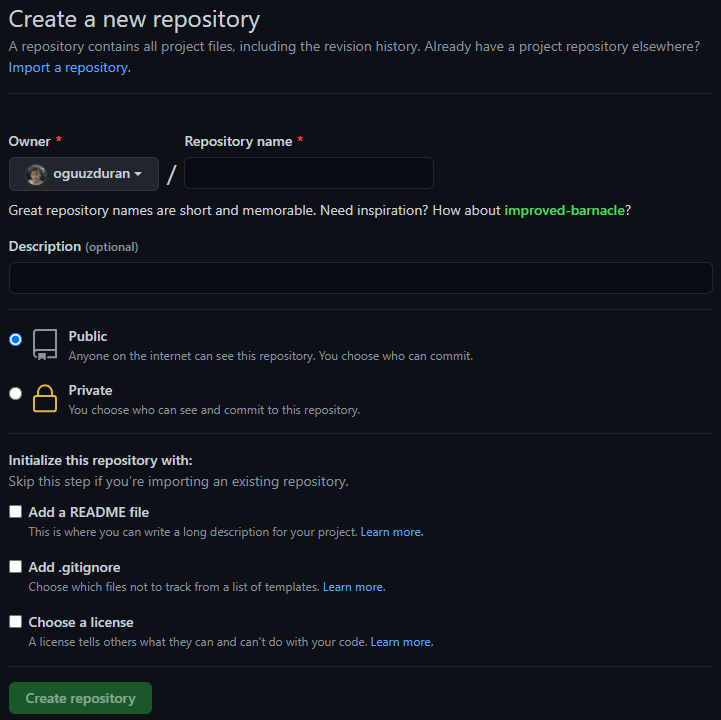 Create a new repository
A repository contains all project files, including the revision history. Already have a project repository elsewhere?
Import a repository.
Owner *
Repository name *
oguuzduran
/
Great repository names are short and memorable. Need inspiration? How about improved-barnacle?
Description (optional)
Public
Anyone on the internet can see this repository. You choose who can commit.
Private
You choose who can see and commit to this repository.
Initialize this repository with:
Skip this step if you’re importing an existing repository.
Add a README file
This is where you can write a long description for your project. Learn more.
Add .gitignore
Choose which files not to track from a list of templates. Learn more.
Choose a license
A license tells others what they can and can't do with your code. Learn more.
Create repository